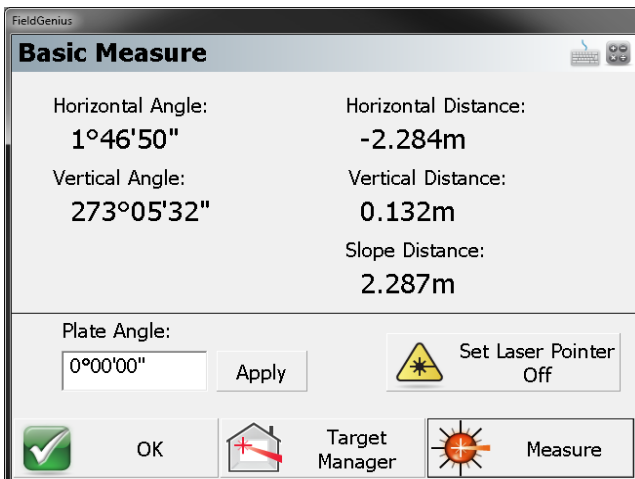 FieldGenius
Basic Measure
Horizontal Angle:
1°46'50"
Vertical Angle:
273°05'32"
Horizontal Distance:
-2.284m
Vertical Distance:
0.132m
Slope Distance:
2.287m
Plate Angle:
0°00'00"
Apply
Set Laser Pointer
Off
OK
Target
Manager
Measure